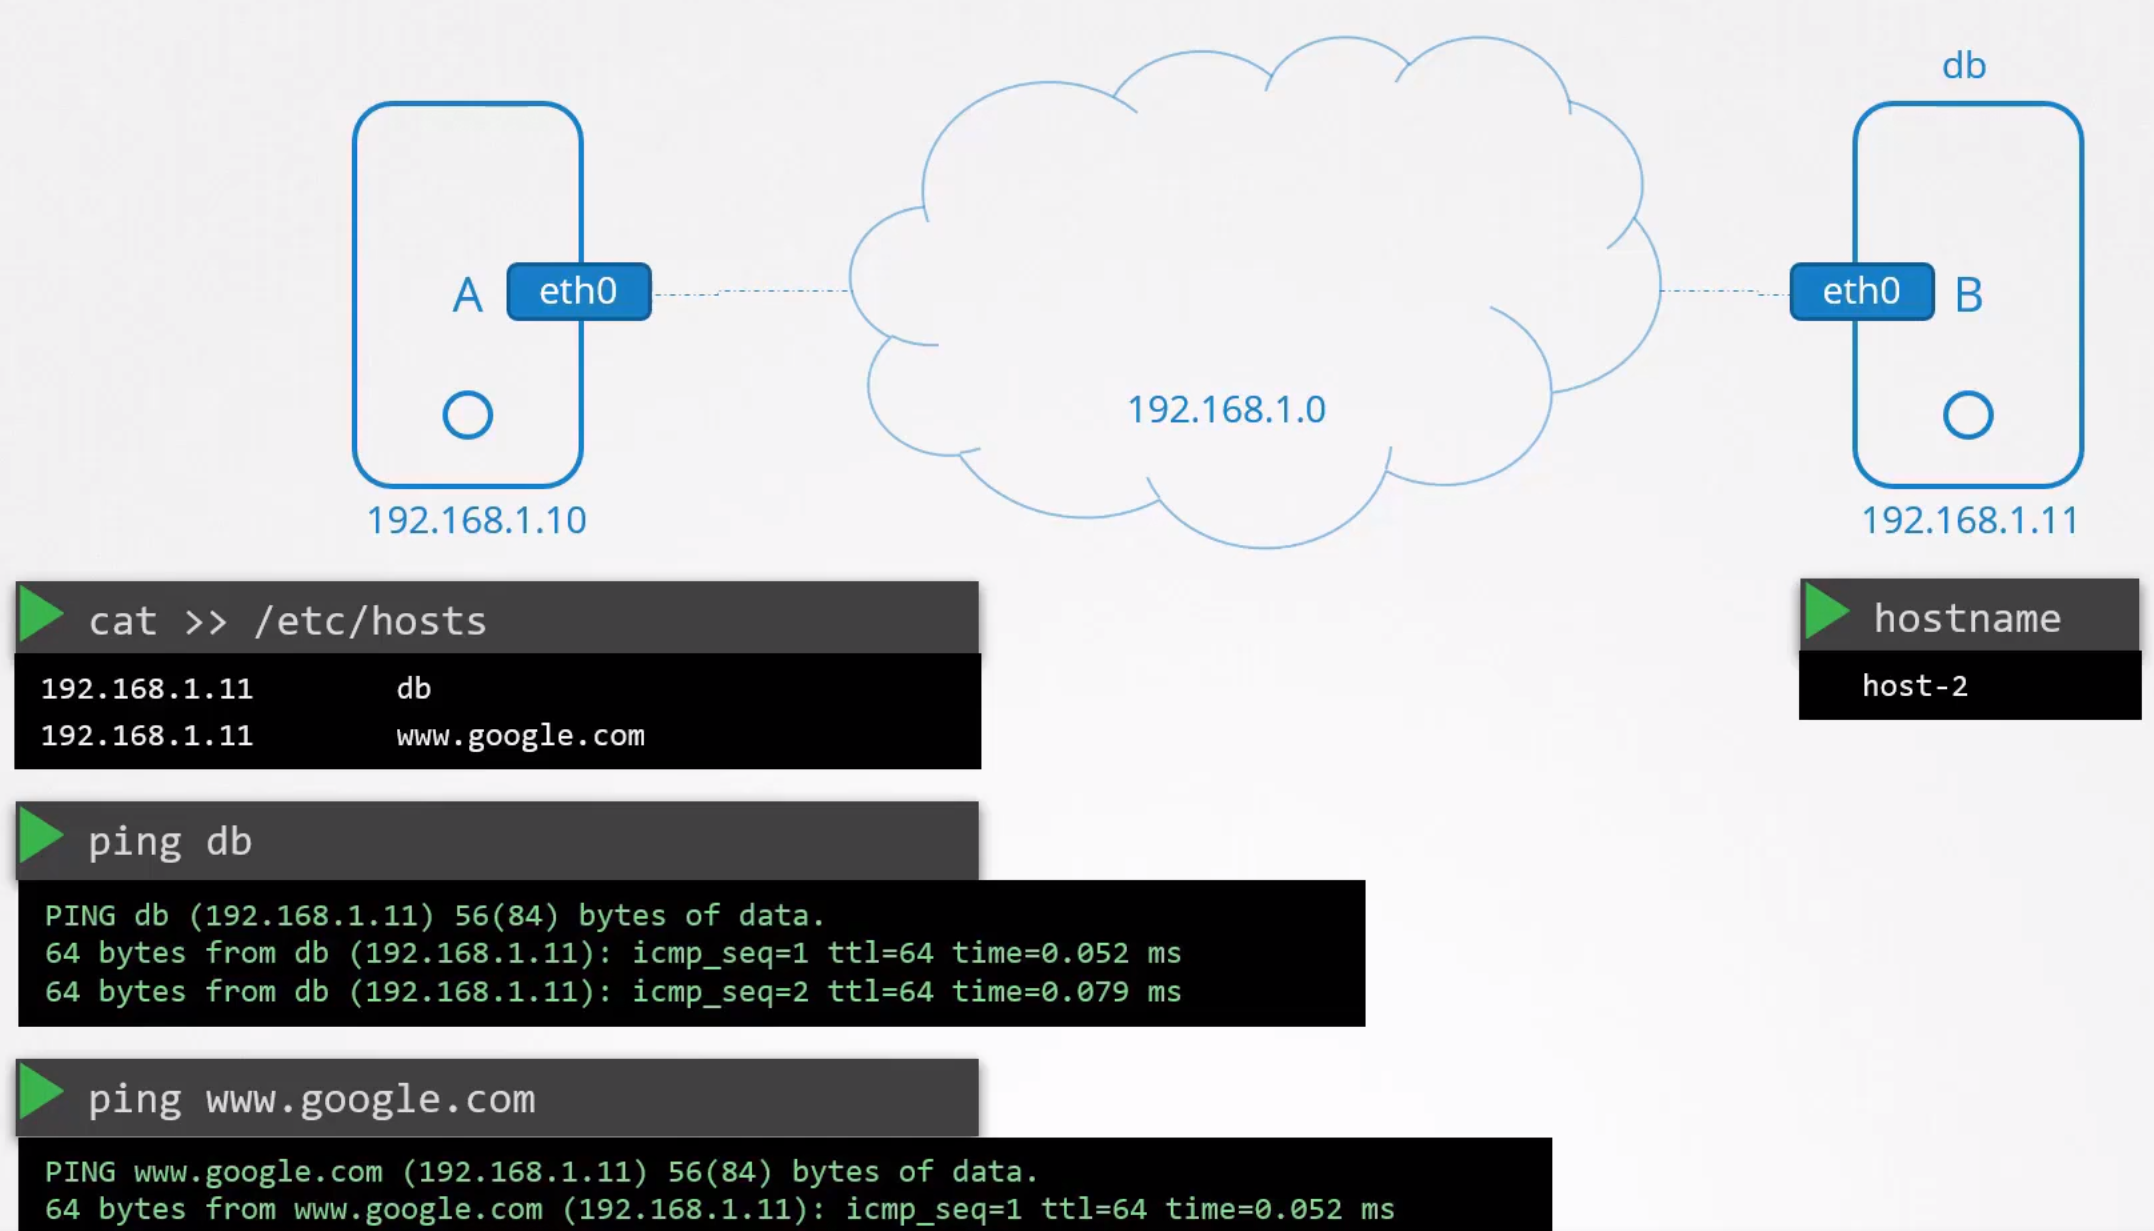 db
A
eth0
eth0
B
192.168.1.0
192.168.1.10
192.168.1.11
cat >> /etc/hosts
192.168.1.11 db
192.168.1.11 www.google.com
hostname
host-2
ping db
PING db (192.168.1.11) 56(84) bytes of data.
64 bytes from db (192.168.1.11): icmp_seq=1 ttl=64 time=0.052 ms
64 bytes from db (192.168.1.11): icmp_seq=2 ttl=64 time=0.079 ms
ping www.google.com
PING www.google.com (192.168.1.11) 56(84) bytes of data.
64 bytes from www.google.com (192.168.1.11): icmp_seq=1 ttl=64 time=0.052 ms